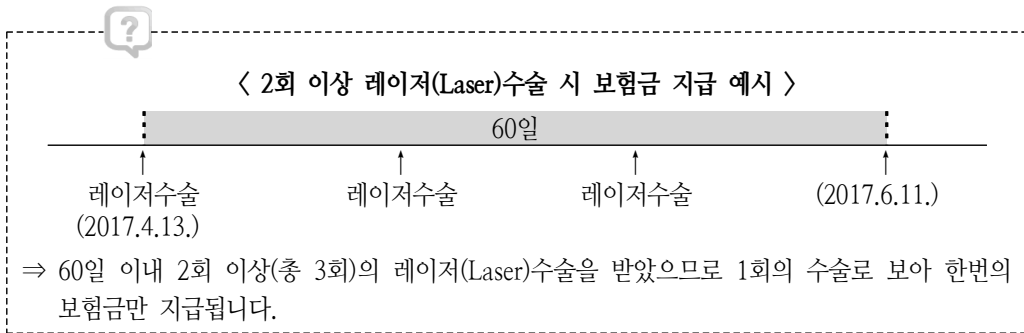 ?
〈 2회 이상 레이저(Laser)수술 시 보험금 지급 예시 〉
60일
레이저수술 레이저수술 레이저수술 (2017.6.11.)
(2017.4.13.)
⇒ 60일 이내 2회 이상(총 3회)의 레이저(Laser)수술을 받았으므로 1회의 수술로 보아 한번의
보험금만 지급됩니다.